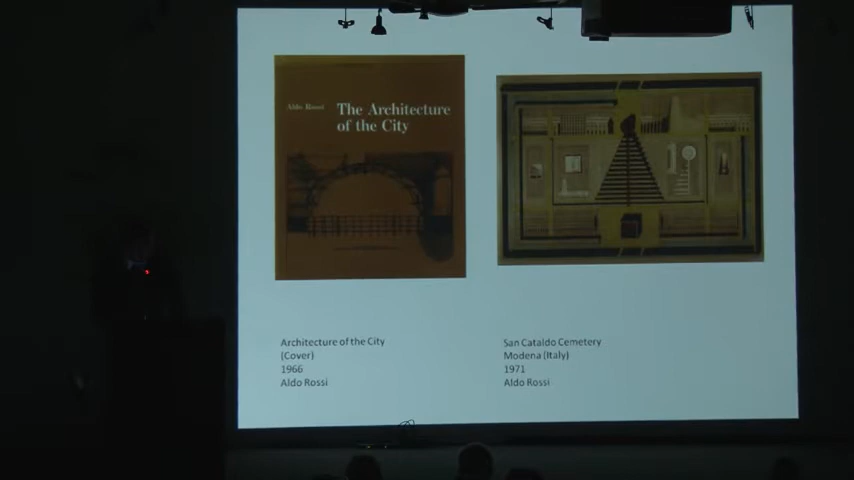 Aldo Rossi
The Architecture
of the City
Architecture of the City
(Cover)
1966
Aldo Rossi
San Cataldo Cemetery
Modena (Italy)
1971
Aldo Rossi